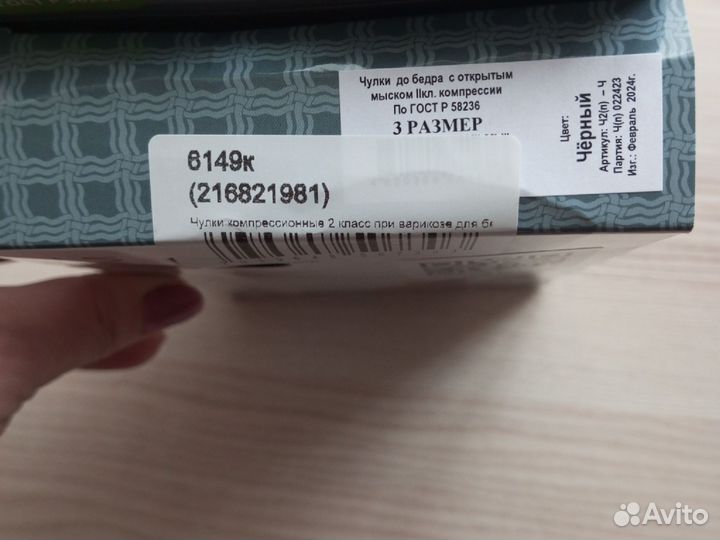 Чулки до бедра с открытым
мыском IIкл. компрессии
По ГОСТ Р 58236
3 РАЗМЕР
Цвет:
Чёрный
Артикул: Ч2(п) – Ч
Партия: Ч(п) 022423
Изг.: Февраль 2024г.
6149к
(216821981)
Чулки компрессионные 2 класс при варикозе для
Avito